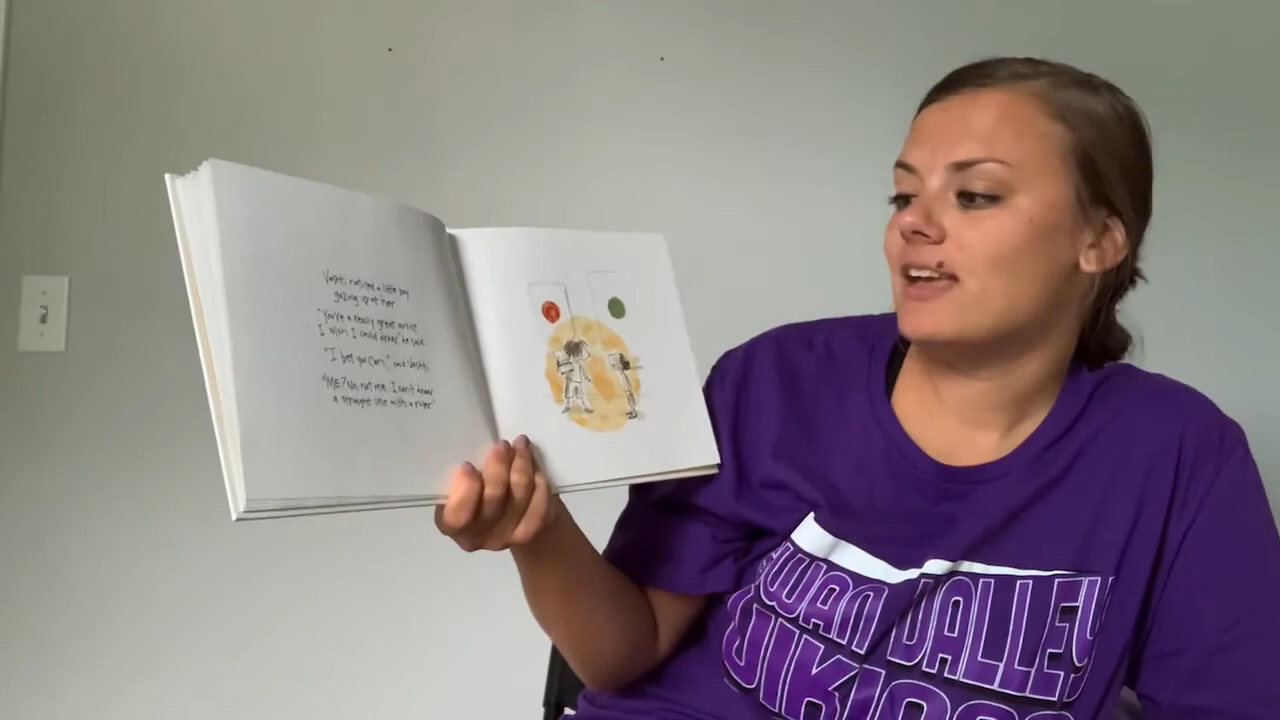 Vashti noticed a little boy
gazing up at her.
"You're a really great artist.
I wish I could draw," he said.
"I bet you can," said Vashti.
"ME? No, not me. I can't draw
a straight line with a ruler."
SWAN VALLEY
VIKINGS